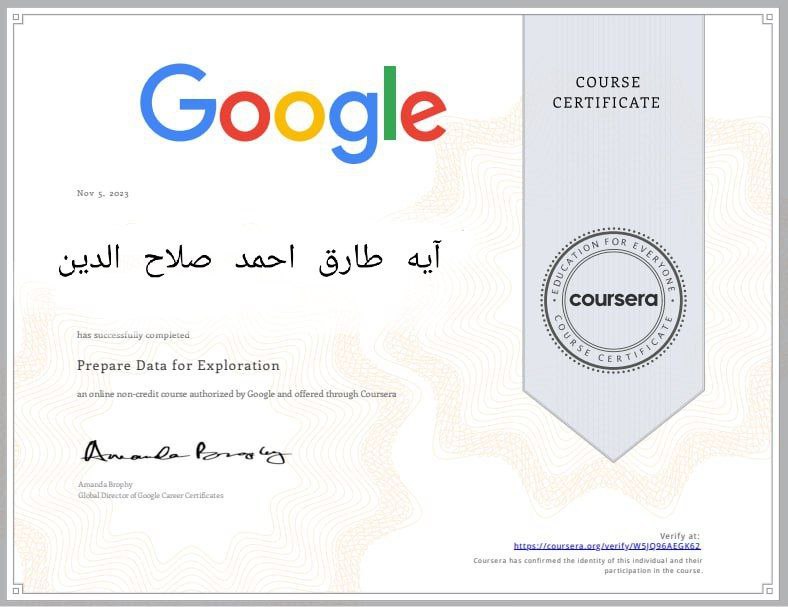 Google
COURSE
CERTIFICATE
Nov 5, 2023
آيه طارق احمد صلاح الدين
has successfully completed
Prepare Data for Exploration
an online non-credit course authorized by Google and offered through Coursera
EDUCATION FOR EVERYONE
coursera
COURSE CERTIFICATE
Amanda Brophy
Amanda Brophy
Global Director of Google Career Certificates
Verify at:
https://coursera.org/verify/W5JQ96AEGK62
Coursera has confirmed the identity of this individual and their
participation in the course.